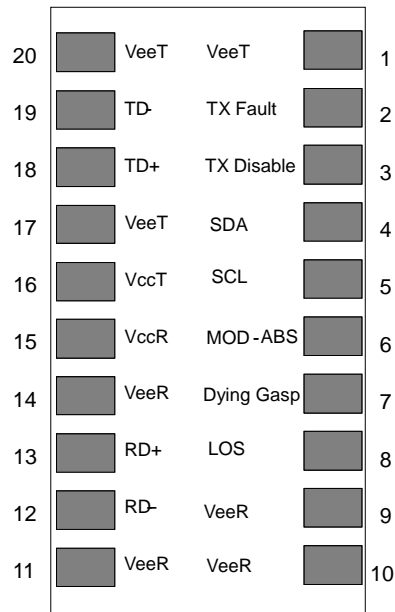 20 VeeT VeeT 1
19 TD- TX Fault 2
18 TD+ TX Disable 3
17 VeeT SDA 4
16 VccT SCL 5
15 VccR MOD-ABS 6
14 VeeR Dying Gasp 7
13 RD+ LOS 8
12 RD- VeeR 9
11 VeeR VeeR 10